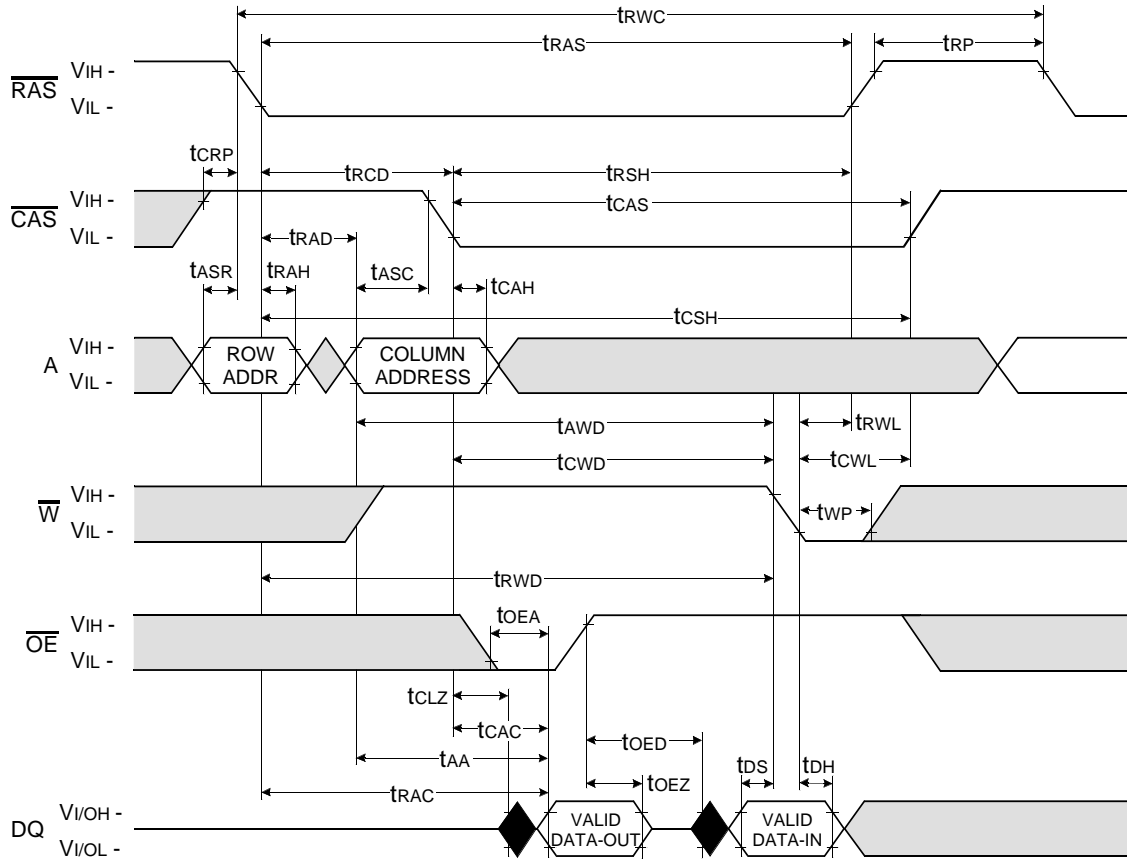 tRWC
tRAS tRP
RAS VIH -
VIL -
tCRP tRCD tRSH
CAS VIH -
VIL -
tCAS
tRAD
tASR tRAH tASC tCAH
tCSH
A VIH -
VIL -
ROW
ADDR
COLUMN
ADDRESS
tAWD tRWL
tCWD tCWL
W VIH -
VIL -
tWP
tRWD
OE VIH -
VIL -
tOEA
tCLZ
tCAC
tAA
tOED
tRAC
tOEZ
tDS tDH
DQ VI/OH -
VI/OL -
VALID
DATA-OUT
VALID
DATA-IN